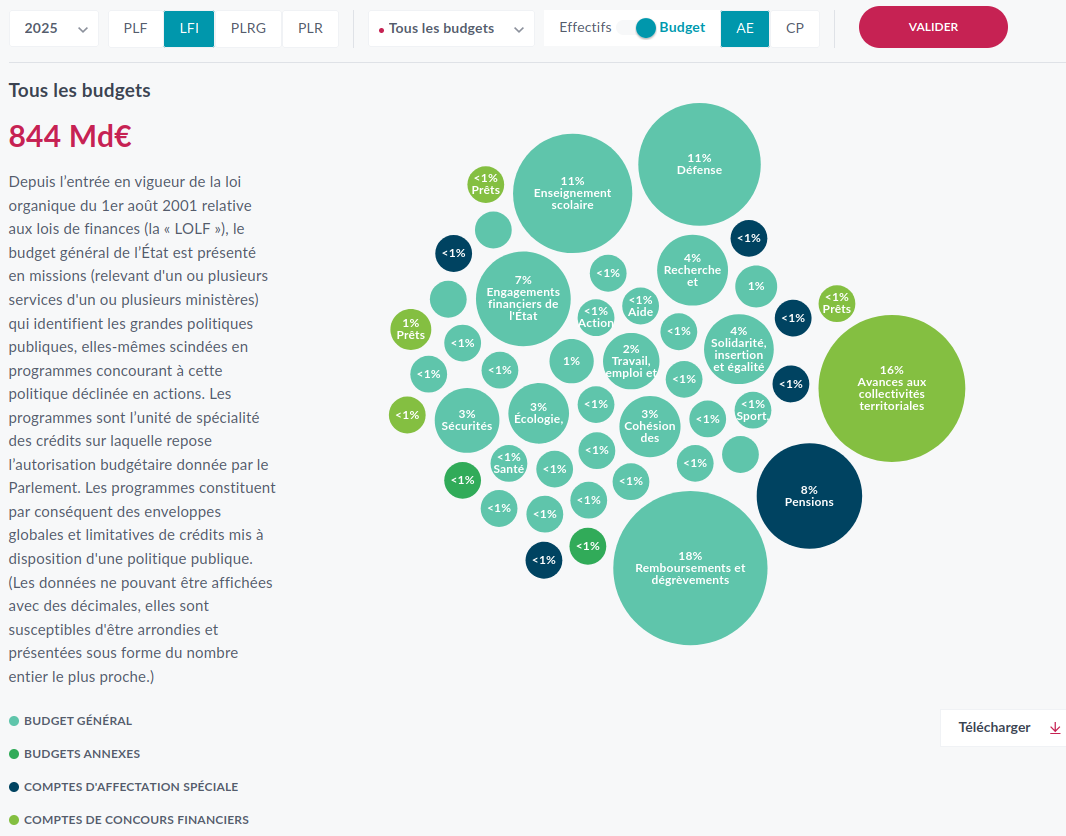 2025
PLF
LFI
PLRG
PLR
Tous les budgets
Effectifs
Budget
AE
CP
VALIDER
Tous les budgets
844 Md€
Depuis l’entrée en vigueur de la loi
organique du 1er août 2001 relative
aux lois de finances (la « LOLF »), le
budget général de l’État est présenté
en missions (relevant d'un ou plusieurs
services d'un ou plusieurs ministères)
qui identifient les grandes politiques
publiques, elles-mêmes scindées en
programmes concourant à cette
politique déclinée en actions. Les
programmes sont l’unité de spécialité
des crédits sur laquelle repose
l’autorisation budgétaire donnée par le
Parlement. Les programmes constituent
par conséquent des enveloppes
globales et limitatives de crédits mis à
disposition d'une politique publique.
(Les données ne pouvant être affichées
avec des décimales, elles sont
susceptibles d'être arrondies et
présentées sous forme du nombre
entier le plus proche.)
BUDGET GÉNÉRAL
BUDGETS ANNEXES
COMPTES D'AFFECTATION SPÉCIALE
COMPTES DE CONCOURS FINANCIERS
11%
Défense
11%
Enseignement
scolaire
<1%
Prêts
<1%
<1%
4%
Recherche
et
<1%
7%
Engagements
financiers de
l'État
1%
<1%
Prêts
<1%
Aide
<1%
Action
<1%
1%
Prêts
<1%
<1%
4%
Solidarité,
insertion
et égalité
2%
Travail,
emploi et
1%
<1%
<1%
<1%
<1%
16%
Avances aux
collectivités
territoriales
<1%
3%
Sécurités
3%
Écologie,
<1%
3%
Cohésion
des
<1%
<1%
Sport,
<1%
<1%
Santé
<1%
<1%
<1%
<1%
<1%
8%
Pensions
<1%
<1%
<1%
<1%
<1%
18%
Remboursements et
dégrèvements
Télécharger